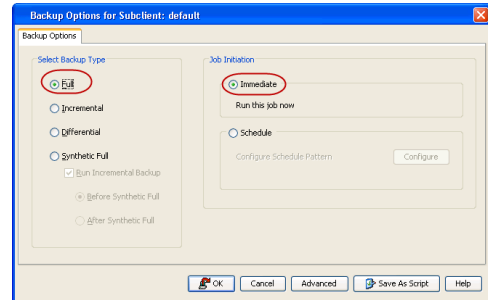 Backup Options for Subclient: default
Backup Options
Select Backup Type
Full
Incremental
Differential
Synthetic Full
Run Incremental Backup
Before Synthetic Full
After Synthetic Full
Job Initiation
Immediate
Run this job now
Schedule
Configure Schedule Pattern
Configure
OK
Cancel
Advanced
Save As Script
Help